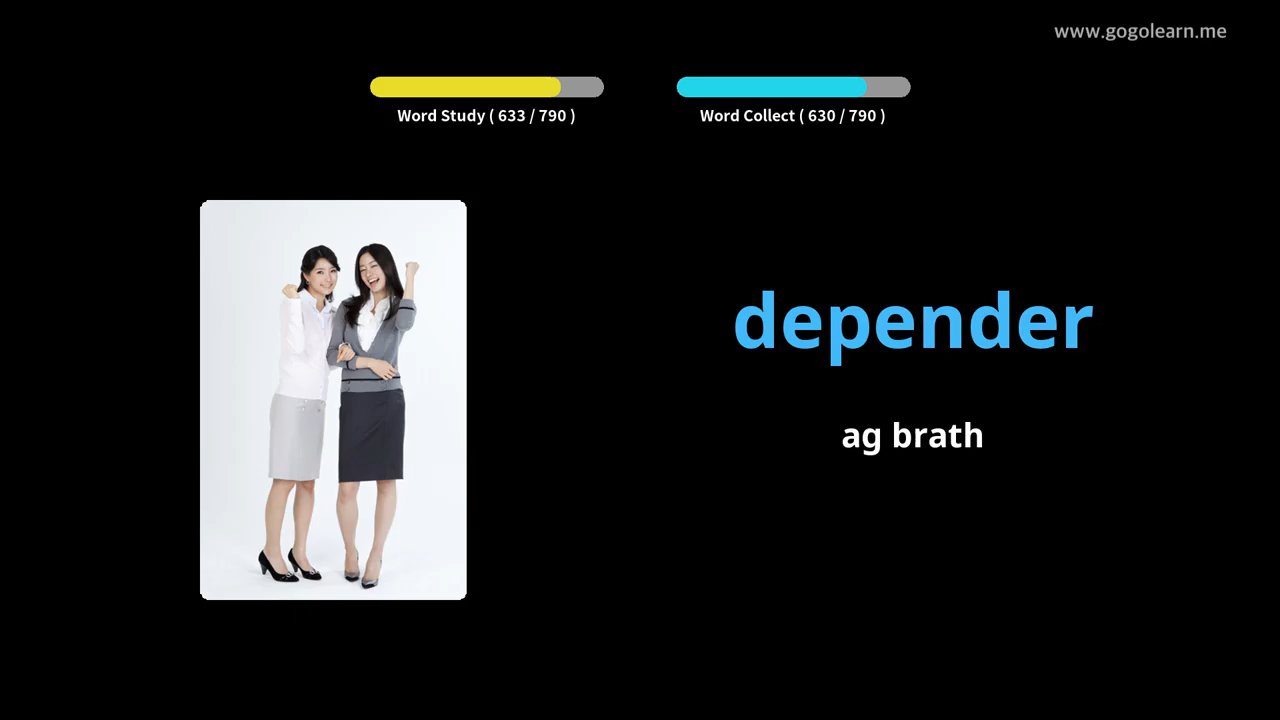 www.gogolearn.me
Word Study ( 633 / 790 )
Word Collect ( 630 / 790 )
depender
ag brath